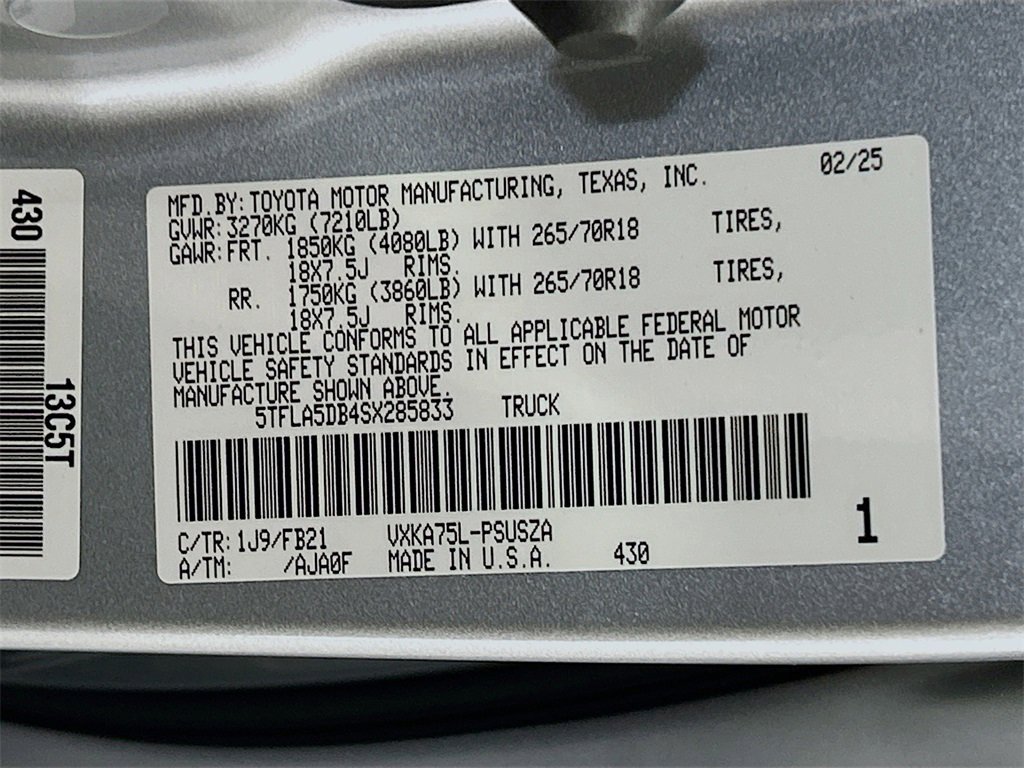 430
13C5T
MFD.BY:TOYOTA MOTOR MANUFACTURING, TEXAS, INC. 02/25
GVWR:3270KG (7210LB)
GAWR:FRT. 1850KG (4080LB) WITH 265/70R18 TIRES,
18X7.5J RIMS.
RR. 1750KG (3860LB) WITH 265/70R18 TIRES,
18X7.5J RIMS.
THIS VEHICLE CONFORMS TO ALL APPLICABLE FEDERAL MOTOR
VEHICLE SAFETY STANDARDS IN EFFECT ON THE DATE OF
MANUFACTURE SHOWN ABOVE.
5TFLA5DB4SX285833 TRUCK
C/TR:1J9/FB21 VXKA75L-PSUSZA
A/TM: /AJA0F MADE IN U.S.A. 430
1